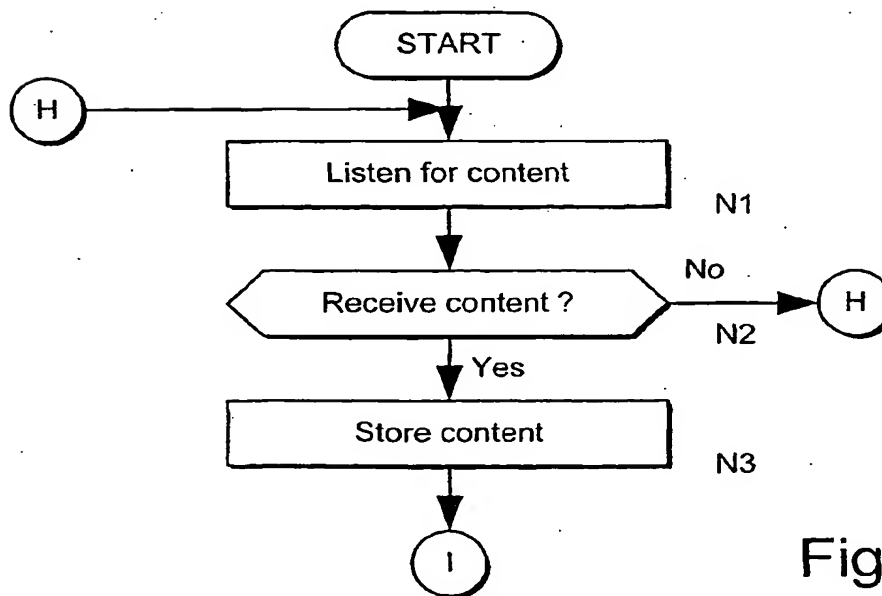 START
H
Listen for content
N1
No
Receive content ?
H
N2
Yes
Store content
N3
I
Fig